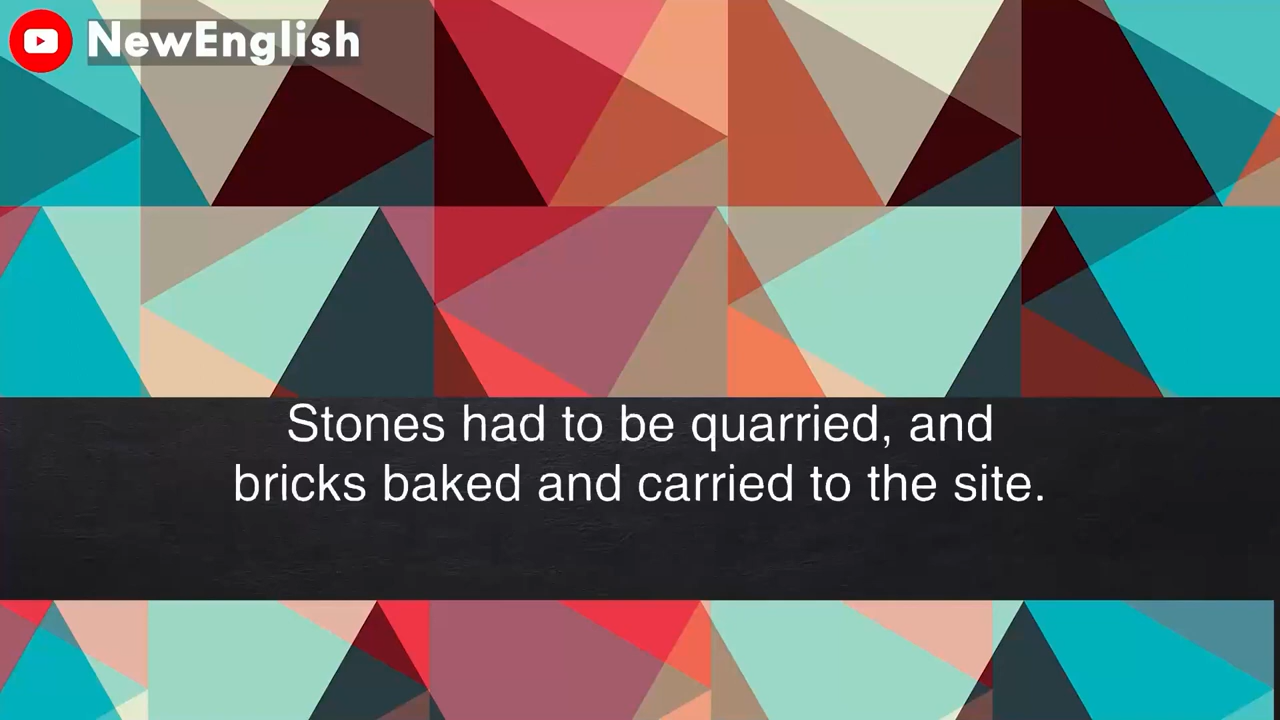 NewEnglish
Stones had to be quarried, and
bricks baked and carried to the site.